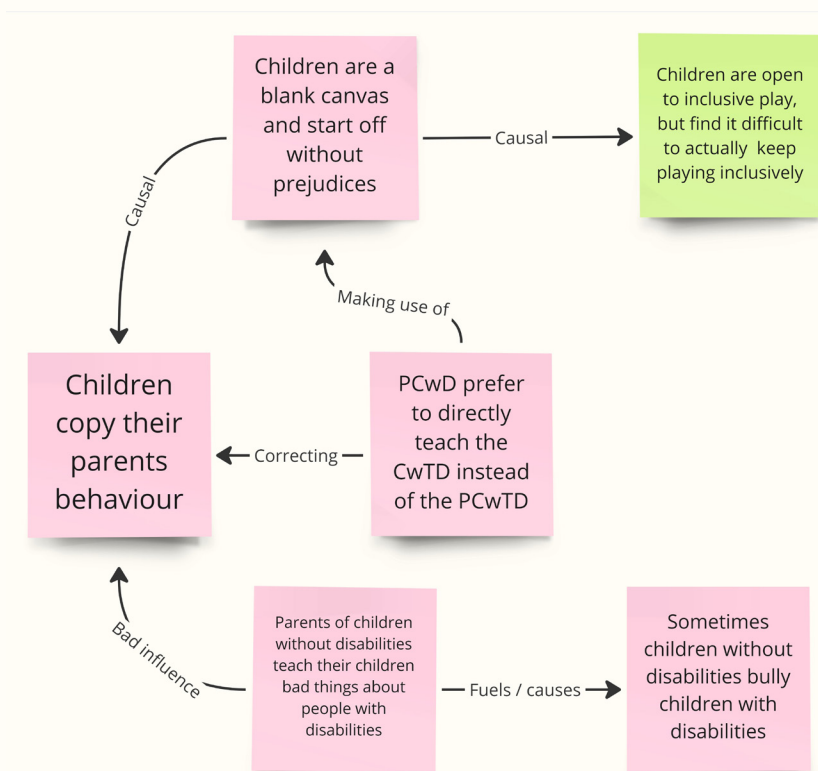 Children are a
blank canvas
and start off
without
prejudices
Causal
Children are open
to inclusive play,
but find it difficult
to actually keep
playing inclusively
Causal
Making use of
Children
copy their
parents
behaviour
Correcting
PCwD prefer
to directly
teach the
CwTD instead
of the PCwTD
Bad influence
Parents of children
without disabilities
teach their children
bad things about
people with
disabilities
Fuels / causes
Sometimes
children without
disabilities bully
children with
disabilities